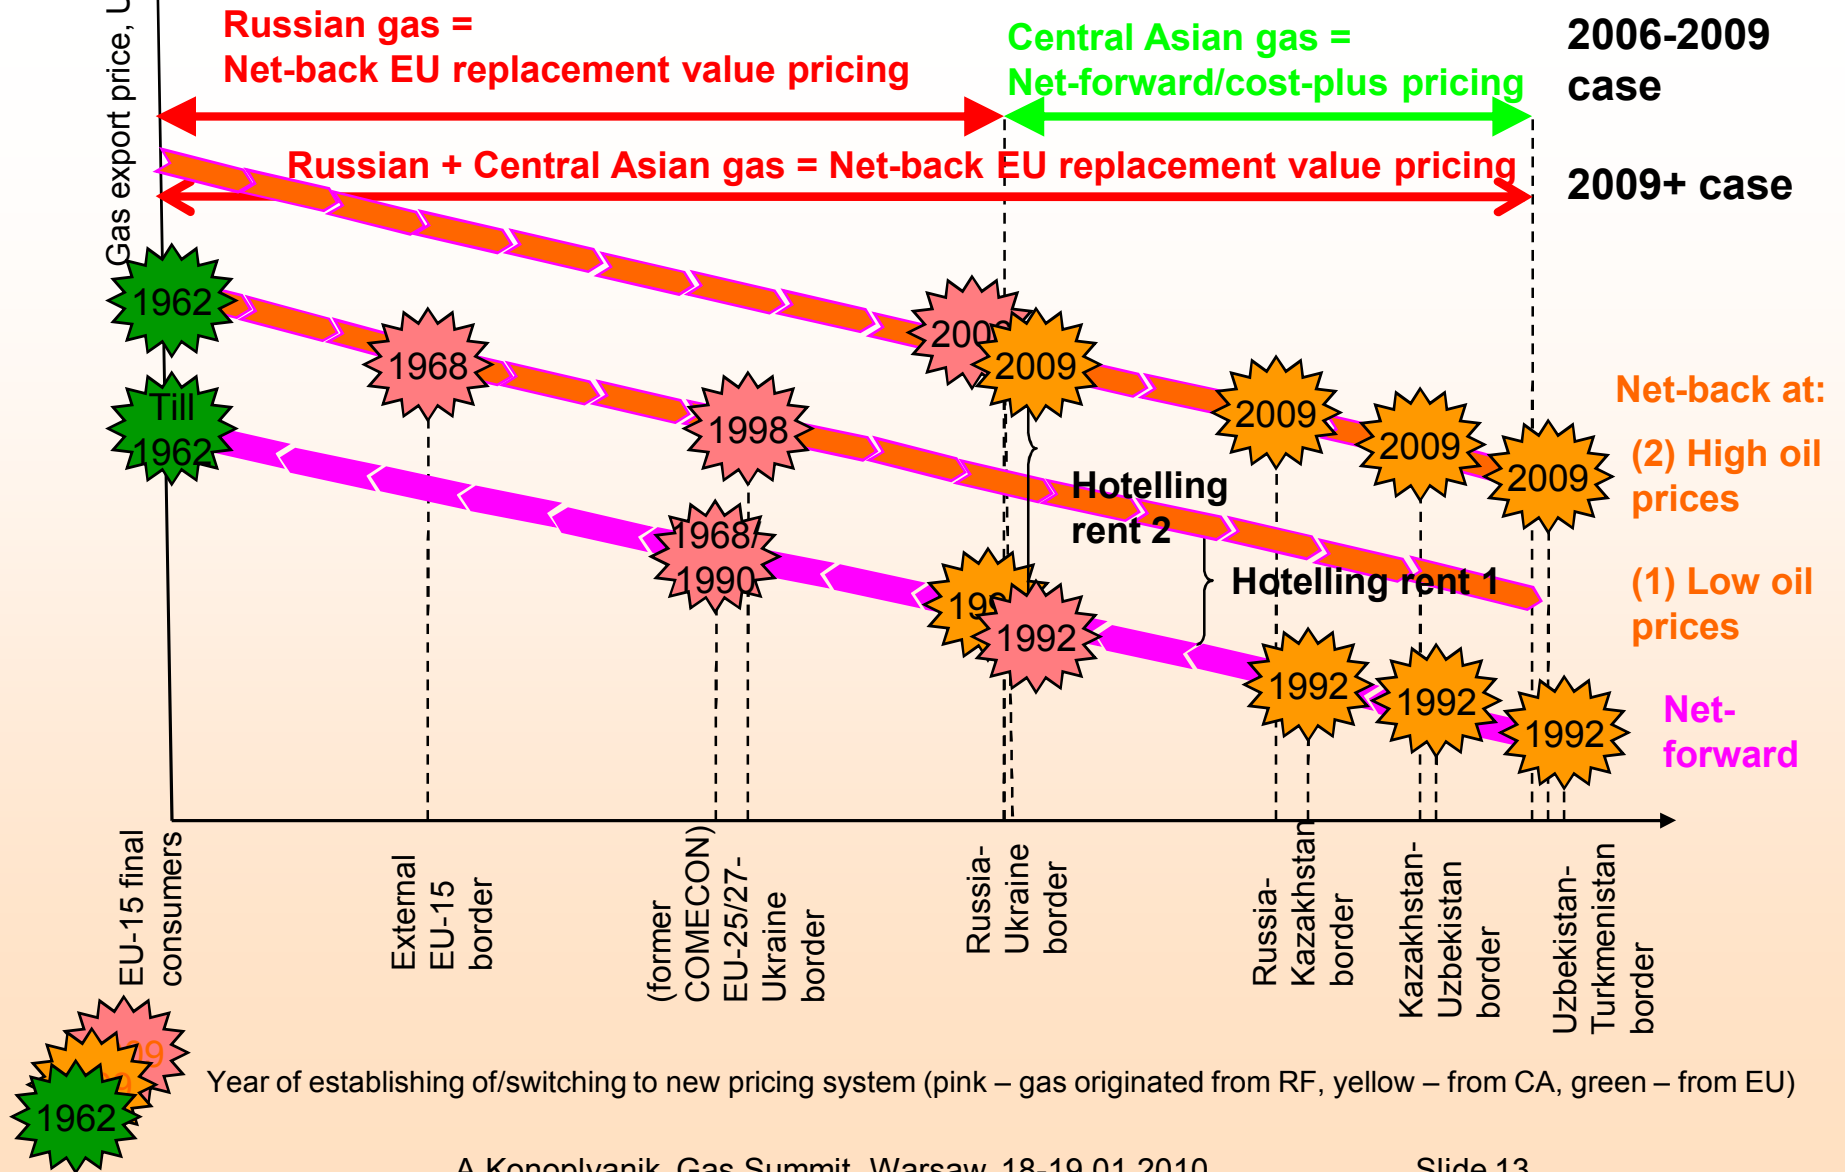 Gas export price,
Russian gas =
Net-back EU replacement value pricing
Central Asian gas =
Net-forward/cost-plus pricing
2006-2009
case
Russian + Central Asian gas = Net-back EU replacement value pricing
2009+ case
1962
1968
2009
2009
2009
2009
Till
1962
1998
Net-back at:
(2) High oil
prices
Hotelling
rent 2
1968/
1990
Hotelling rent 1
(1) Low oil
prices
1992
1992
1992
1992
Net-
forward
EU-15 final
consumers
External
EU-15
border
(former
COMECON)
EU-25/27-
Ukraine
border
Russia-
Ukraine
border
Russia-
Kazakhstan
border
Kazakhstan-
Uzbekistan
border
Uzbekistan-
Turkmenistan
border
1962
Year of establishing of/switching to new pricing system (pink – gas originated from RF, yellow – from CA, green – from EU)
A.Konoplyanik, Gas Summit, Warsaw, 18-19.01.2010
Slide 13